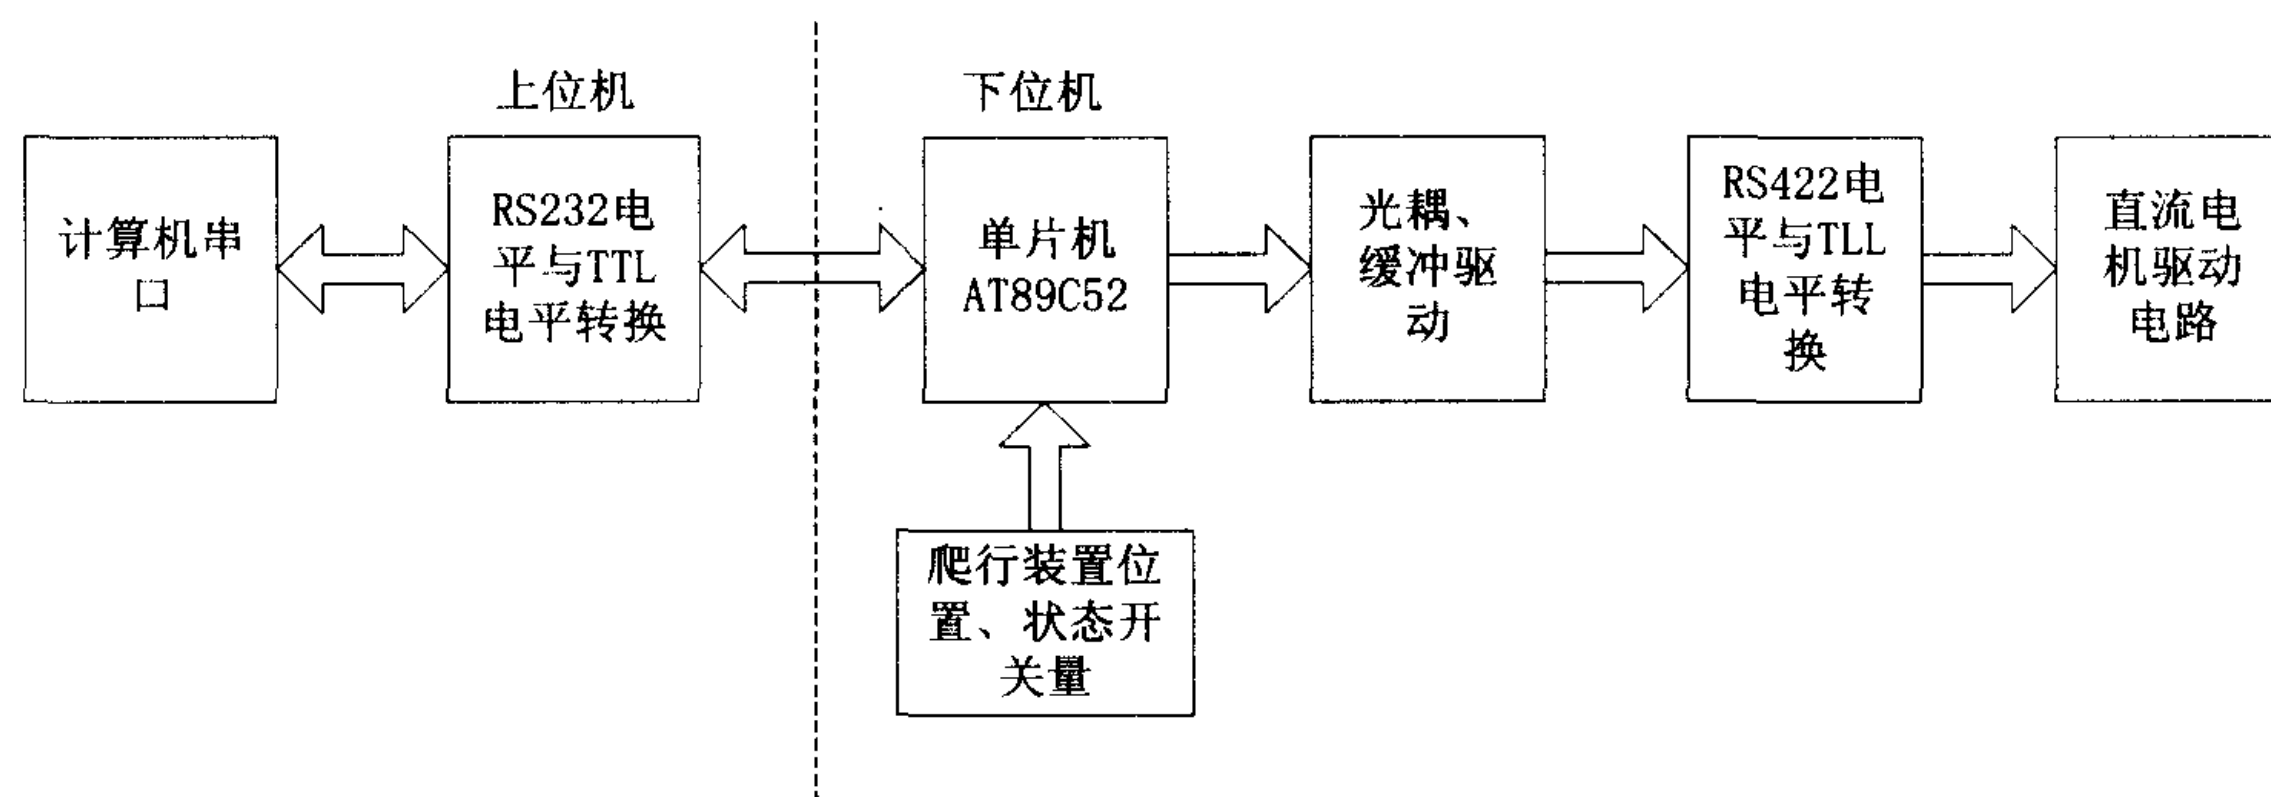 上位机
下位机
计算机串
口
RS232电
平与TTL
电平转换
单片机
AT89C52
光耦、
缓冲驱
动
RS422电
平与TLL
电平转
换
直流电
机驱动
电路
爬行装置位
置、状态开
关量